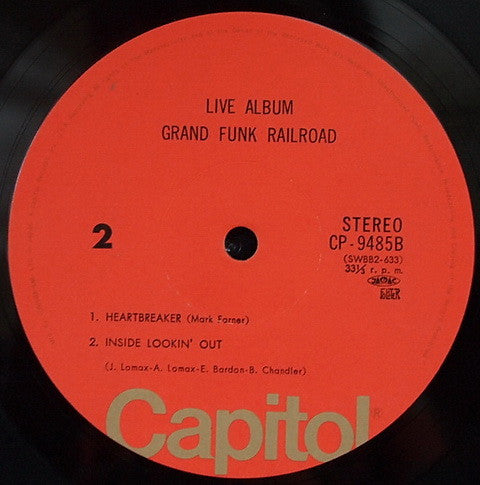 LIVE ALBUM
GRAND FUNK RAILROAD
2
STEREO
CP-9485B
(SWBB2-633)
33⅓ r. p. m.
1. HEARTBREAKER (Mark Farner)
2. INSIDE LOOKIN' OUT
(J. Lomax-A. Lomax-E. Bardon-B. Chandler)
Capitol